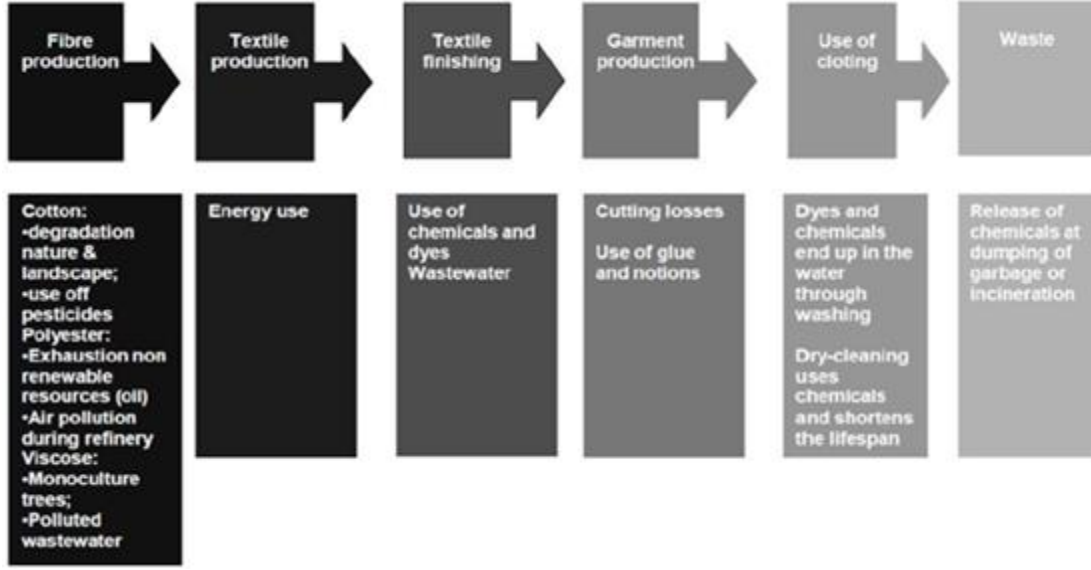 Fibre
production
Textile
production
Textile
finishing
Garment
production
Use of
cloting
Waste
Cotton:
•degradation
nature &
landscape;
•use off
pesticides
Polyester:
•Exhaustion non
renewable
resources (oil)
•Air pollution
during refinery
Viscose:
•Monoculture
trees;
•Polluted
wastewater
Energy use
Use of
chemicals and
dyes
Wastewater
Cutting losses
Use of glue
and notions
Dyes and
chemicals
end up in the
water
through
washing
Dry-cleaning
uses
chemicals
and shortens
the lifespan
Release of
chemicals at
dumping of
garbage or
incineration